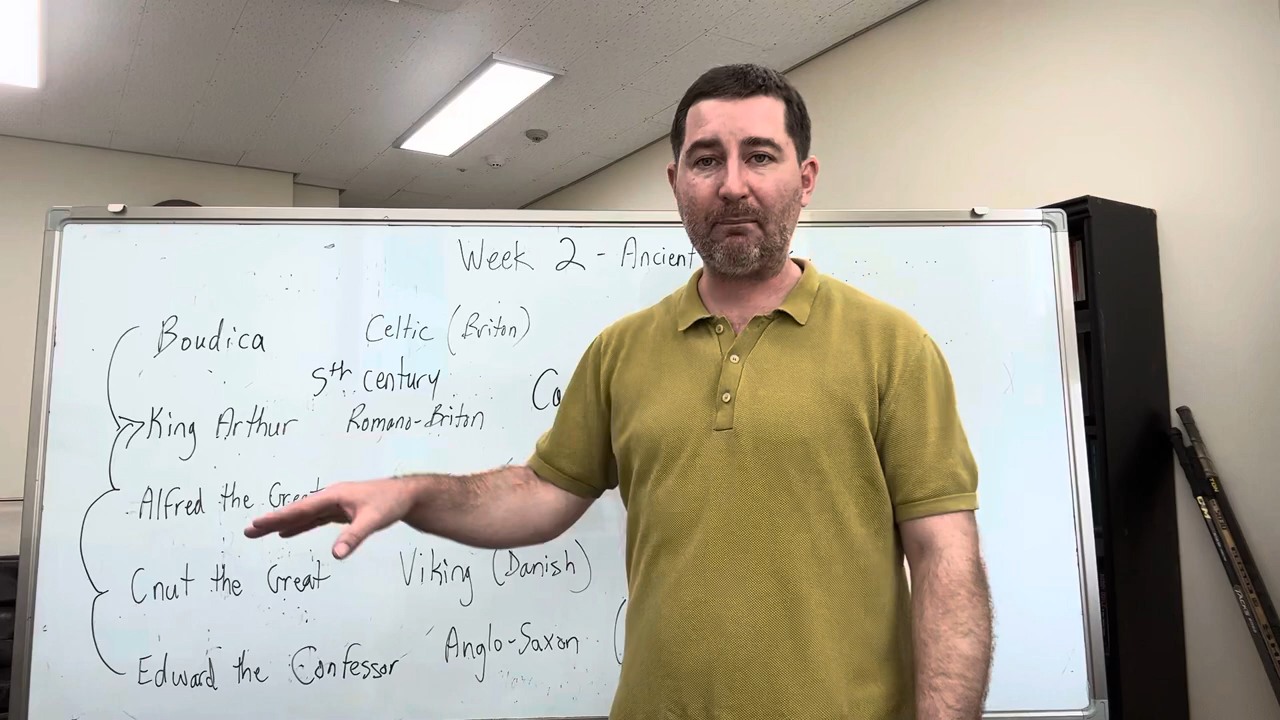 Week 2 - Ancient
Boudica Celtic (Briton)
5th century
King Arthur Romano-Briton
Alfred the Great
Cnut the Great Viking (Danish)
Edward the Confessor Anglo-Saxon